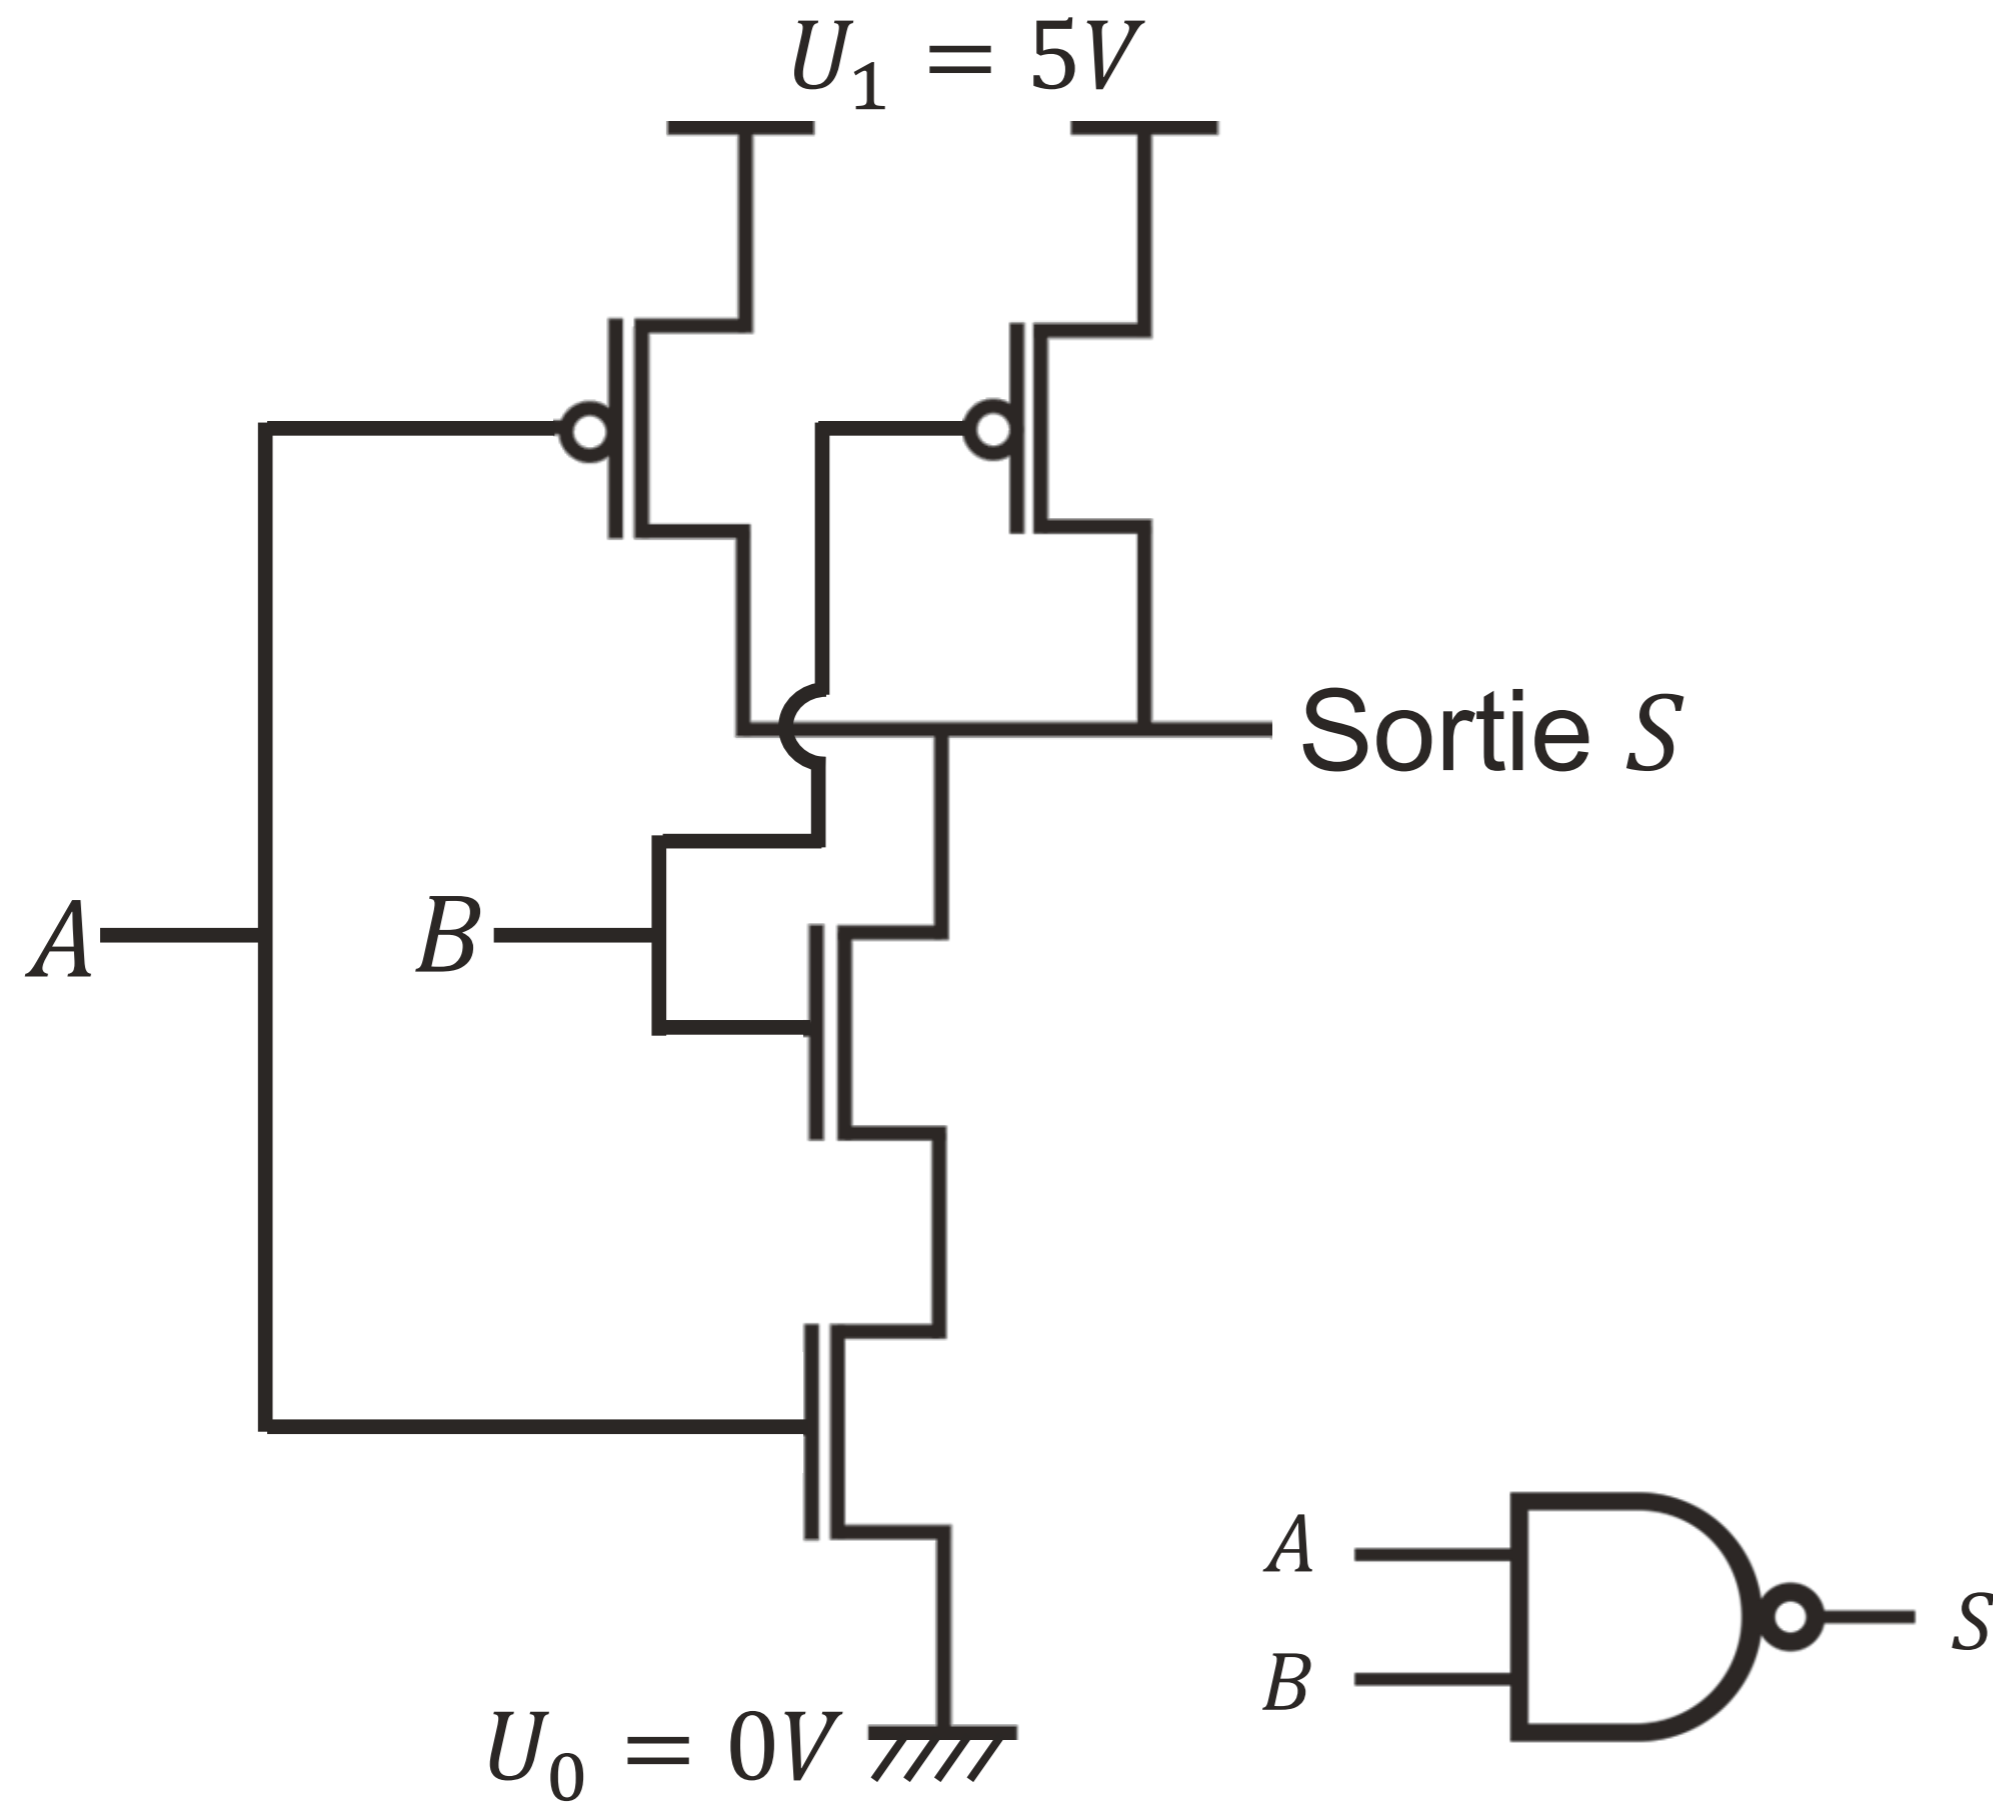 U₁ = 5V
Sortie S
A
B
A
B
S
U₀ = 0V